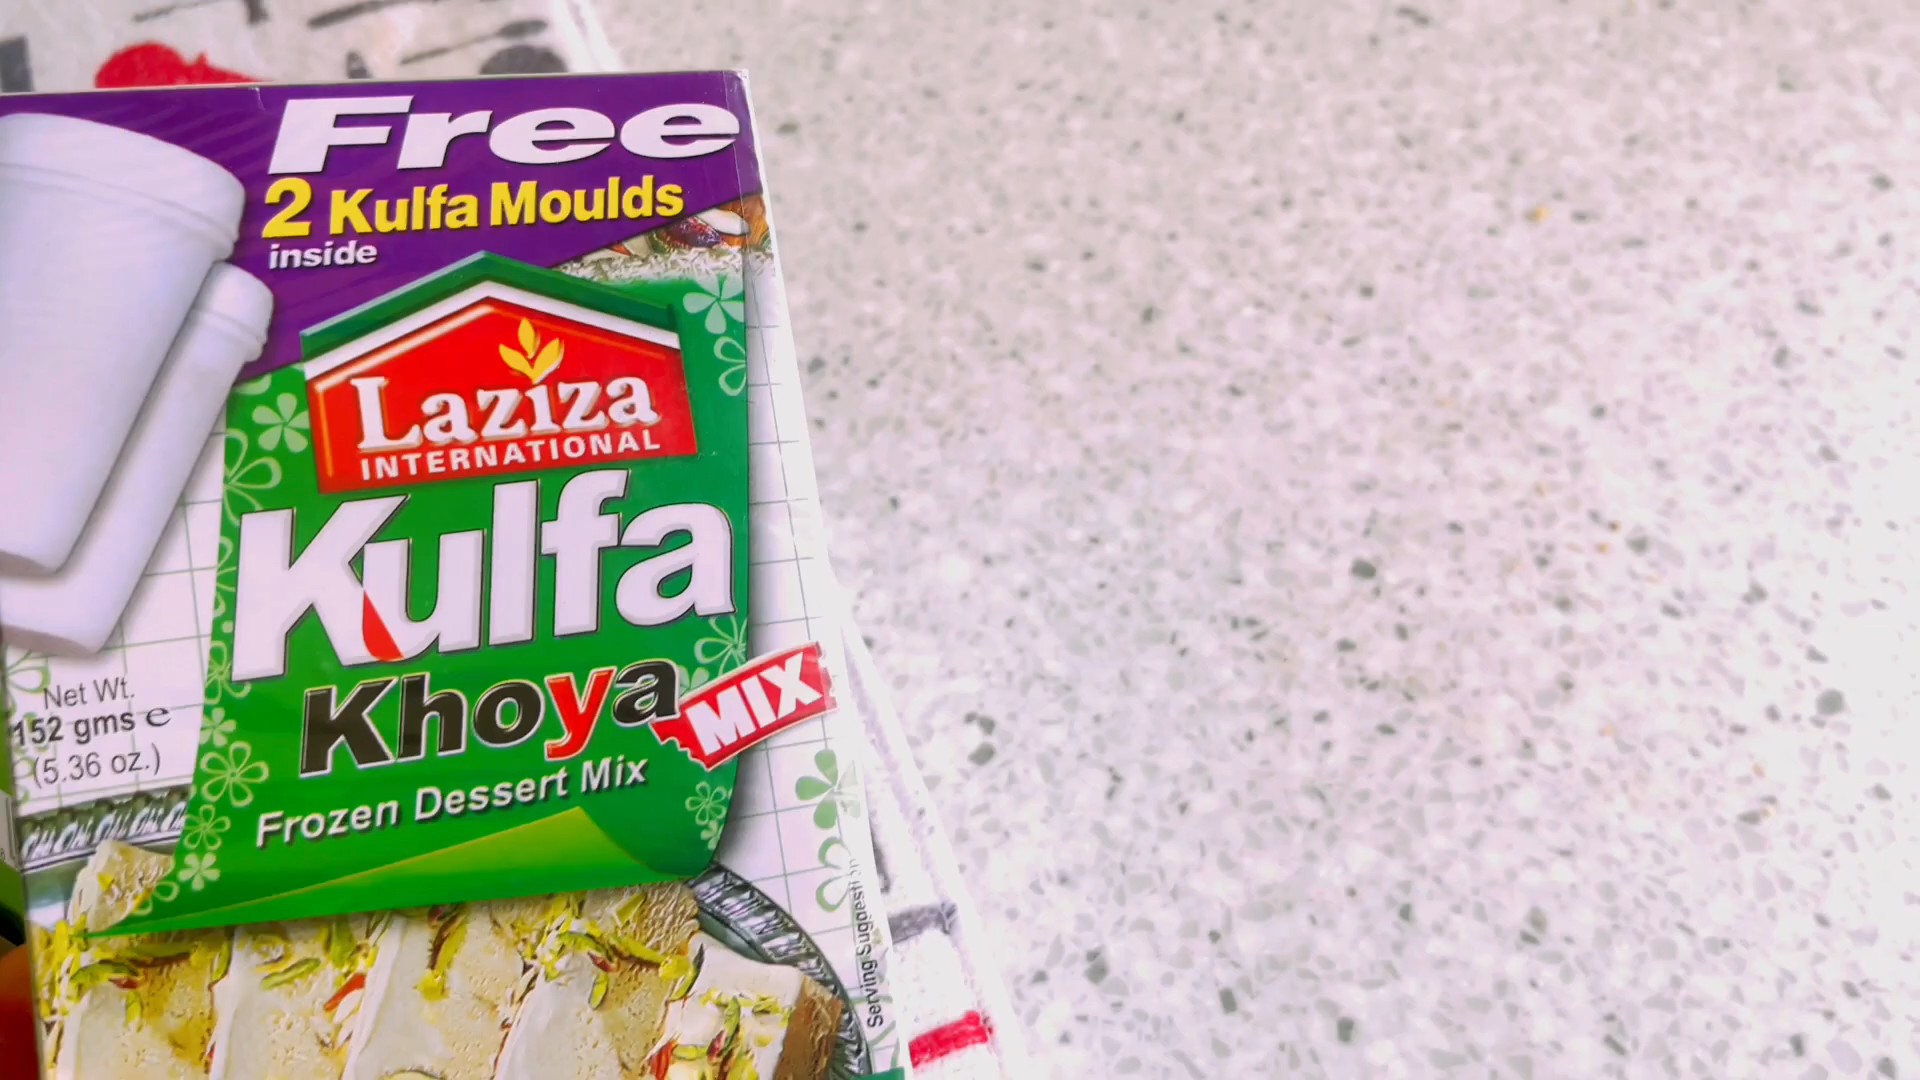 Free
2 Kulfa Moulds
inside
Laziza
INTERNATIONAL
Kulfa
Khoya
MIX
Frozen Dessert Mix
Net Wt.
152 gms e
(5.36 oz.)
Serving Suggestion